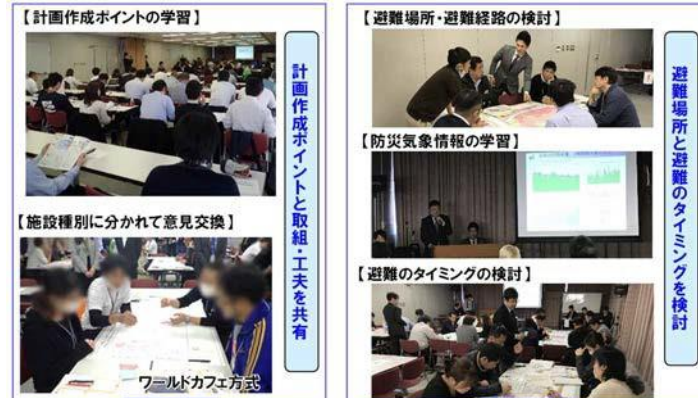 【計画作成ポイントの学習】
【施設種別に分かれて意見交換】
ワールドカフェ方式
計画作成ポイントと取組・工夫を共有
【避難場所・避難経路の検討】
【防災気象情報の学習】
【避難のタイミングの検討】
避難場所と避難のタイミングを検討